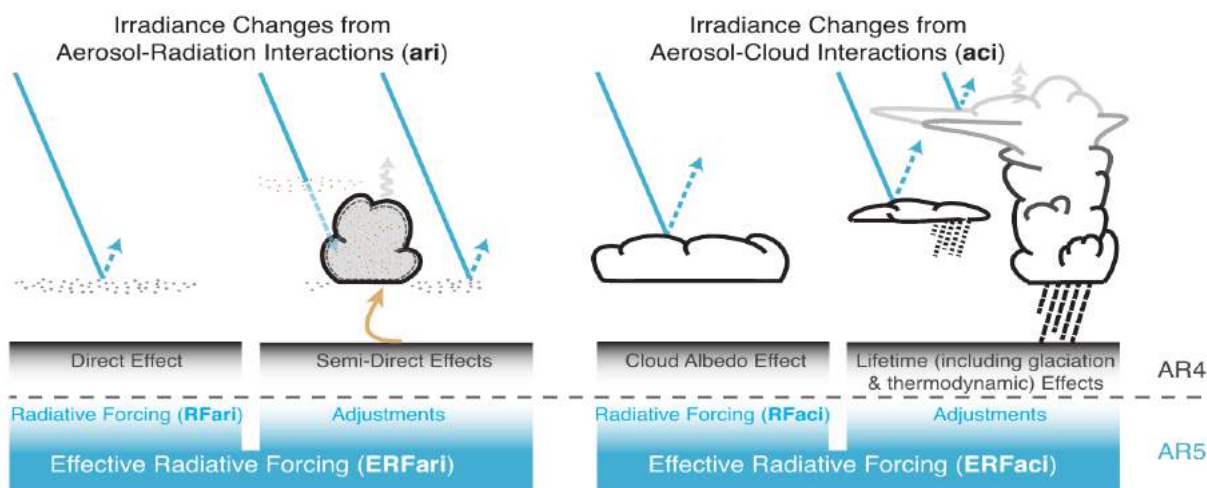 Irradiance Changes from
Aerosol-Radiation Interactions (ari)
Irradiance Changes from
Aerosol-Cloud Interactions (aci)
Direct Effect
Semi-Direct Effects
Cloud Albedo Effect
Lifetime (including glaciation
& thermodynamic) Effects
AR4
Radiative Forcing (RFari)
Adjustments
Radiative Forcing (RFaci)
Adjustments
AR5
Effective Radiative Forcing (ERFari)
Effective Radiative Forcing (ERFaci)